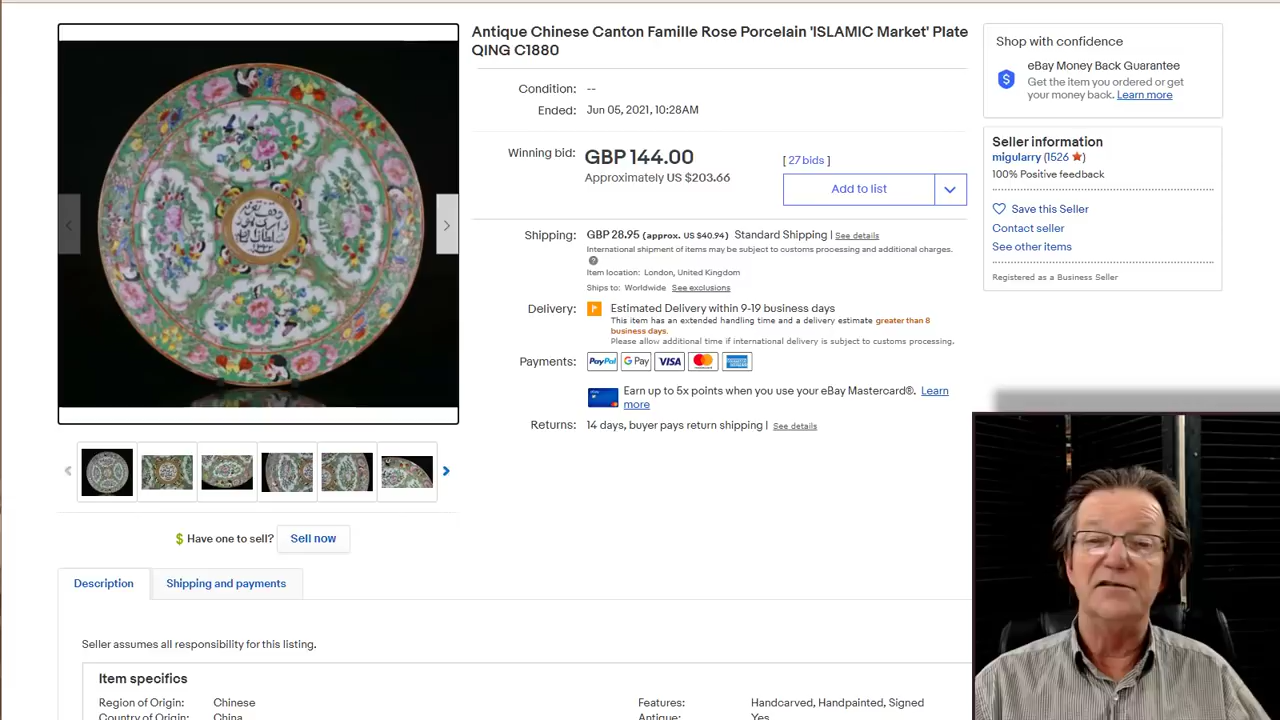 Antique Chinese Canton Famille Rose Porcelain 'ISLAMIC Market' Plate
QING C1880
Condition: --
Ended: Jun 05, 2021, 10:28AM
Winning bid: GBP 144.00 [ 27 bids ]
Approximately US $203.66
Add to list
Shipping: GBP 28.95 (approx. US $40.94) Standard Shipping | See details
International shipment of items may be subject to customs processing and additional charges.
?
Item location: London, United Kingdom
Ships to: Worldwide See exclusions
Delivery: Estimated Delivery within 9-19 business days
This item has an extended handling time and a delivery estimate greater than 8
business days.
Please allow additional time if international delivery is subject to customs processing.
Payments: PayPal G Pay VISA
Earn up to 5x points when you use your eBay Mastercard®. Learn
more
Returns: 14 days, buyer pays return shipping | See details
Shop with confidence
eBay Money Back Guarantee
Get the item you ordered or get
your money back. Learn more
Seller information
migularry (1526 ★)
100% Positive feedback
Save this Seller
Contact seller
See other items
Registered as a Business Seller
$ Have one to sell? Sell now
Description Shipping and payments
Seller assumes all responsibility for this listing.
Item specifics
Region of Origin: Chinese Features: Handcarved, Handpainted, Signed
Country of Origin: China Antique: Yes